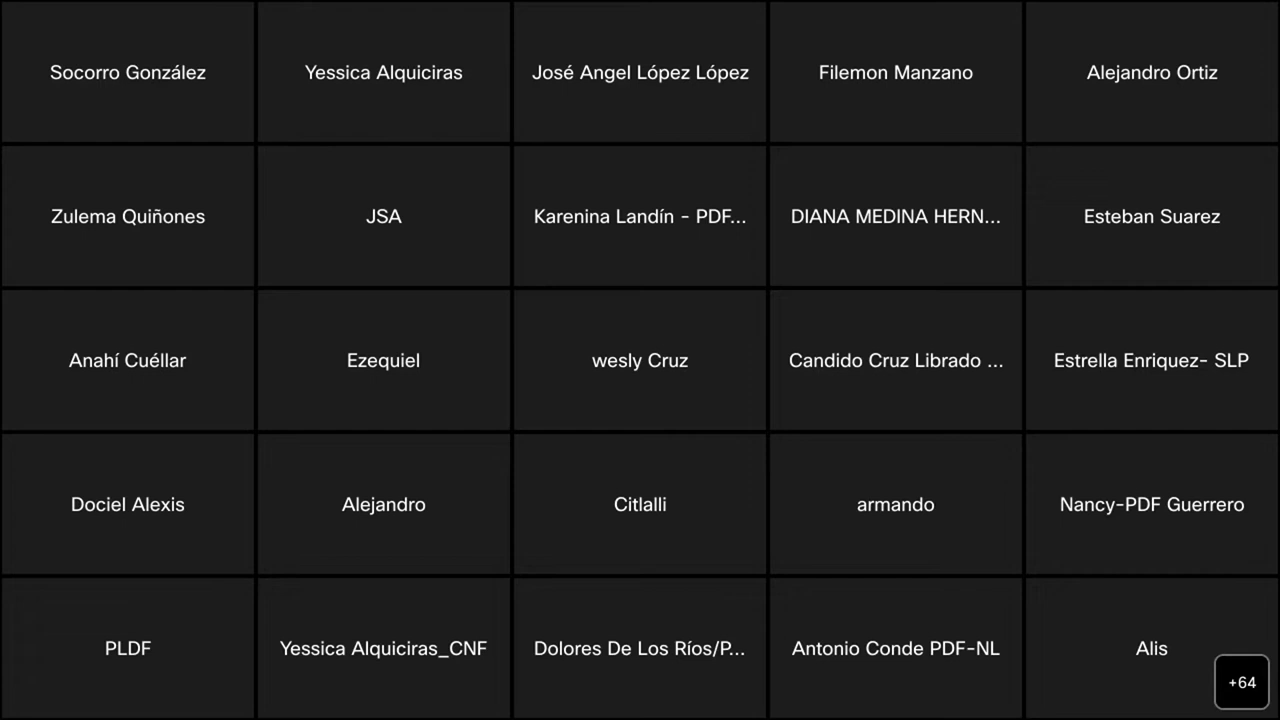 Socorro González
Yessica Alquiciras
José Angel López López
Filemon Manzano
Alejandro Ortiz
Zulema Quiñones
JSA
Karenina Landín - PDF...
DIANA MEDINA HERN...
Esteban Suarez
Anahí Cuéllar
Ezequiel
wesly Cruz
Candido Cruz Librado ...
Estrella Enriquez- SLP
Dociel Alexis
Alejandro
Citlalli
armando
Nancy-PDF Guerrero
PLDF
Yessica Alquiciras_CNF
Dolores De Los Ríos/P...
Antonio Conde PDF-NL
Alis
+64